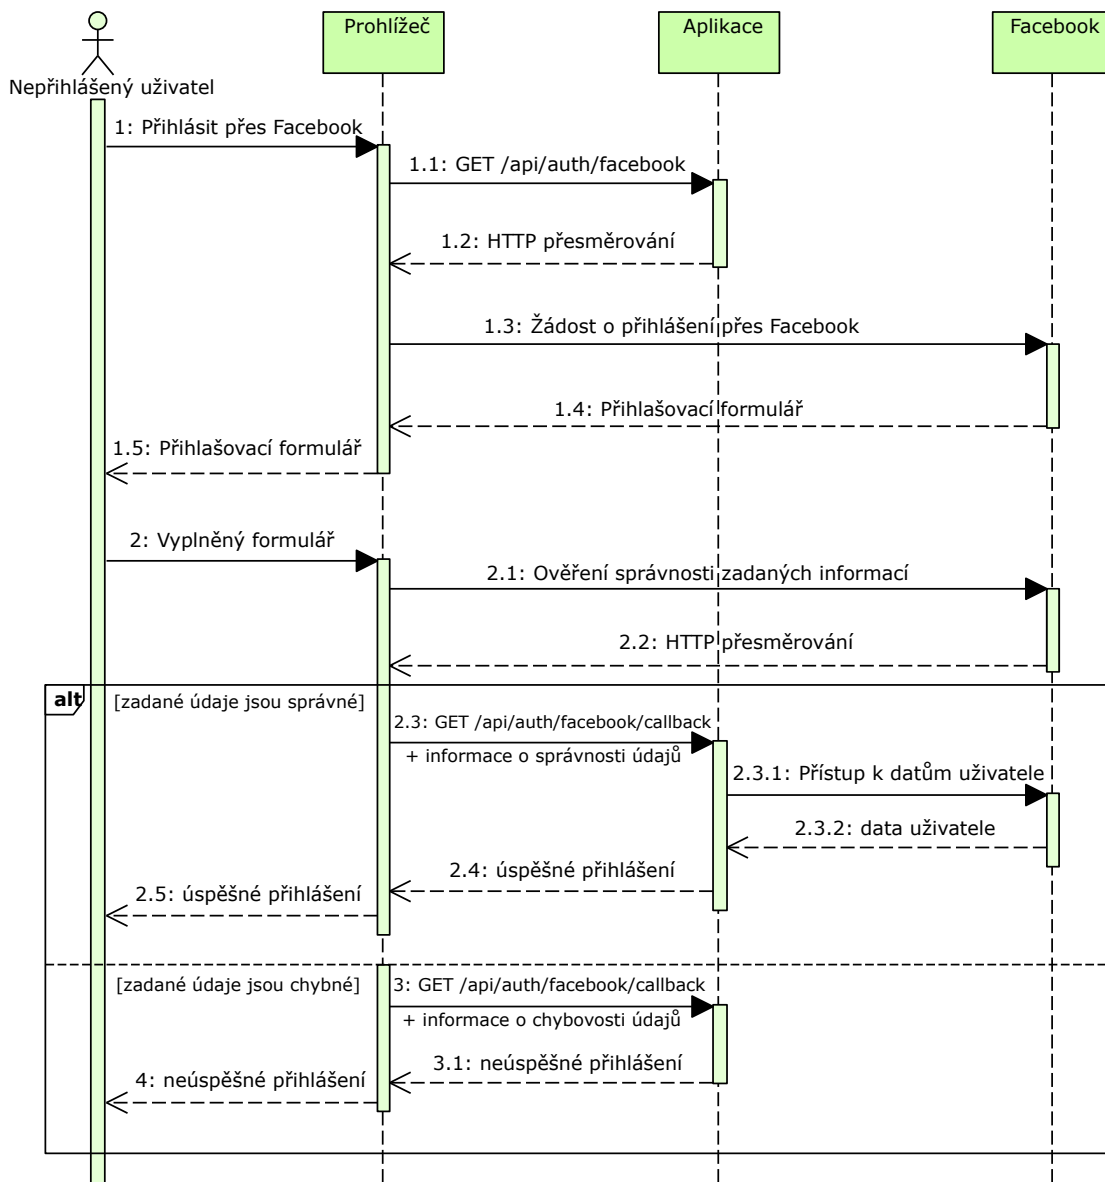 Prohlížeč
Aplikace
Facebook
Nepřihlášený uživatel
1: Přihlásit přes Facebook
1.1: GET /api/auth/facebook
1.2: HTTP přesměrování
1.3: Žádost o přihlášení přes Facebook
1.4: Přihlašovací formulář
1.5: Přihlašovací formulář
2: Vyplněný formulář
2.1: Ověření správnosti zadaných informací
2.2: HTTP přesměrování
alt
[zadané údaje jsou správné]
2.3: GET /api/auth/facebook/callback
+ informace o správnosti údajů
2.3.1: Přístup k datům uživatele
2.3.2: data uživatele
2.4: úspěšné přihlášení
2.5: úspěšné přihlášení
[zadané údaje jsou chybné]
3: GET /api/auth/facebook/callback
+ informace o chybovosti údajů
3.1: neúspěšné přihlášení
4: neúspěšné přihlášení